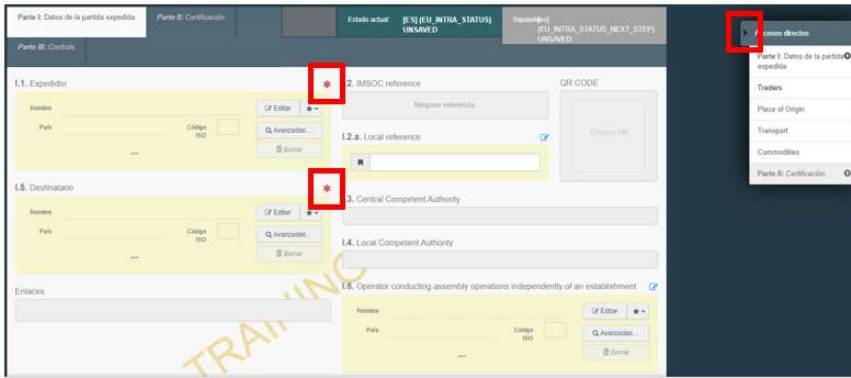 Parte I: Datos de la partida expedida
Parte II: Certificación
Estado actual
[ES] (EU_INTRA_STATUS)
UNSAVED
Siguiente(es)
(EU_INTRA_STATUS_NEXT_STEP)
UNSAVED
Parte III: Controls
Accesos directos
Parte I: Datos de la partida
expedida
Traders
Place of Origin
Transport
Commodities
Parte II: Certificación
I.1. Expedidor
*
Nombre
Editar
País
Código
ISO
Avanzadas...
...
Borrar
2. IMSOC reference
Ninguna referencia.
QR CODE
I.2.a. Local reference
I.5. Destinatario
*
Nombre
Editar
País
Código
ISO
Avanzadas...
...
Borrar
3. Central Competent Authority
I.4. Local Competent Authority
Enlaces
I.6. Operator conducting assembly operations independently of an establishment
Nombre
Editar
País
Código
ISO
Avanzadas...
...
Borrar
TRAINING